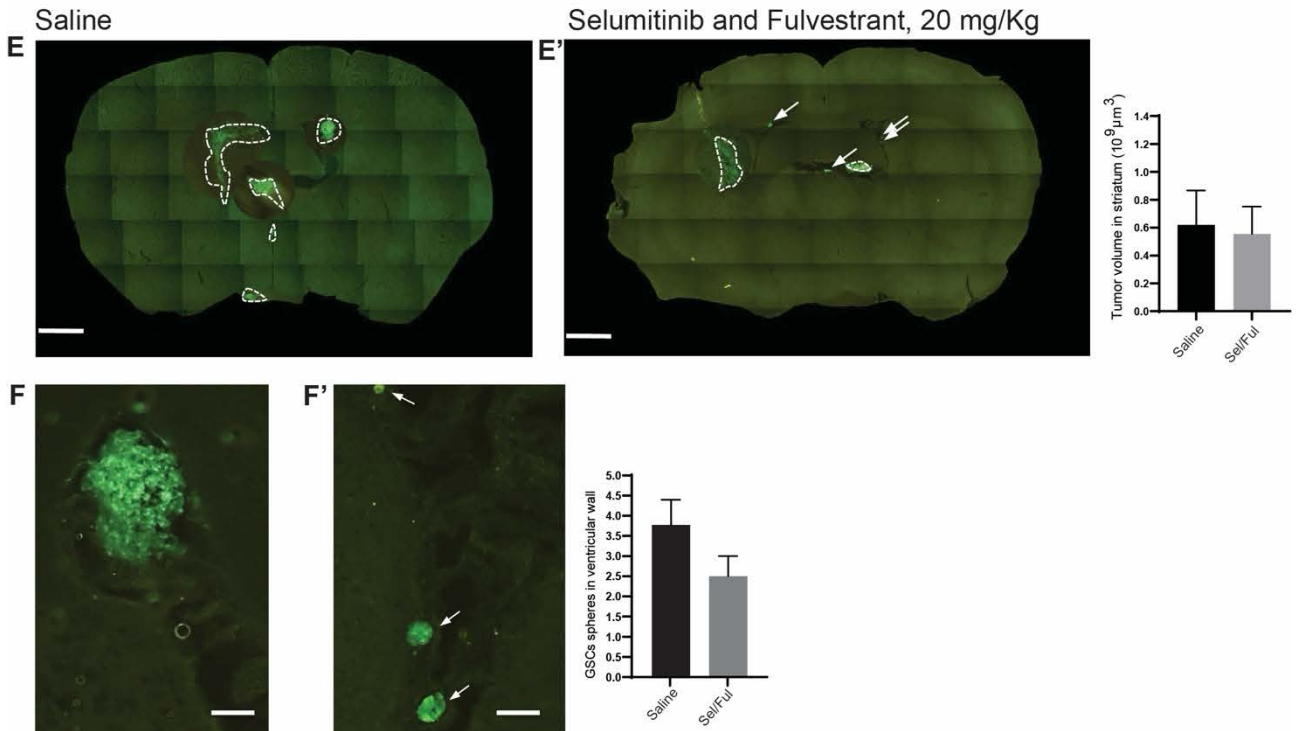 Saline
Selumitinib and Fulvestrant, 20 mg/Kg
E
E'
Tumor volume in striatum (10⁹µm³)
1.4
1.2
1.0
0.8
0.6
0.4
0.2
0.0
Saline
Sel/Ful
F
F'
GSCs spheres in ventricular wall
5.0
4.5
4.0
3.5
3.0
2.5
2.0
1.5
1.0
0.5
0.0
Saline
Sel/Ful